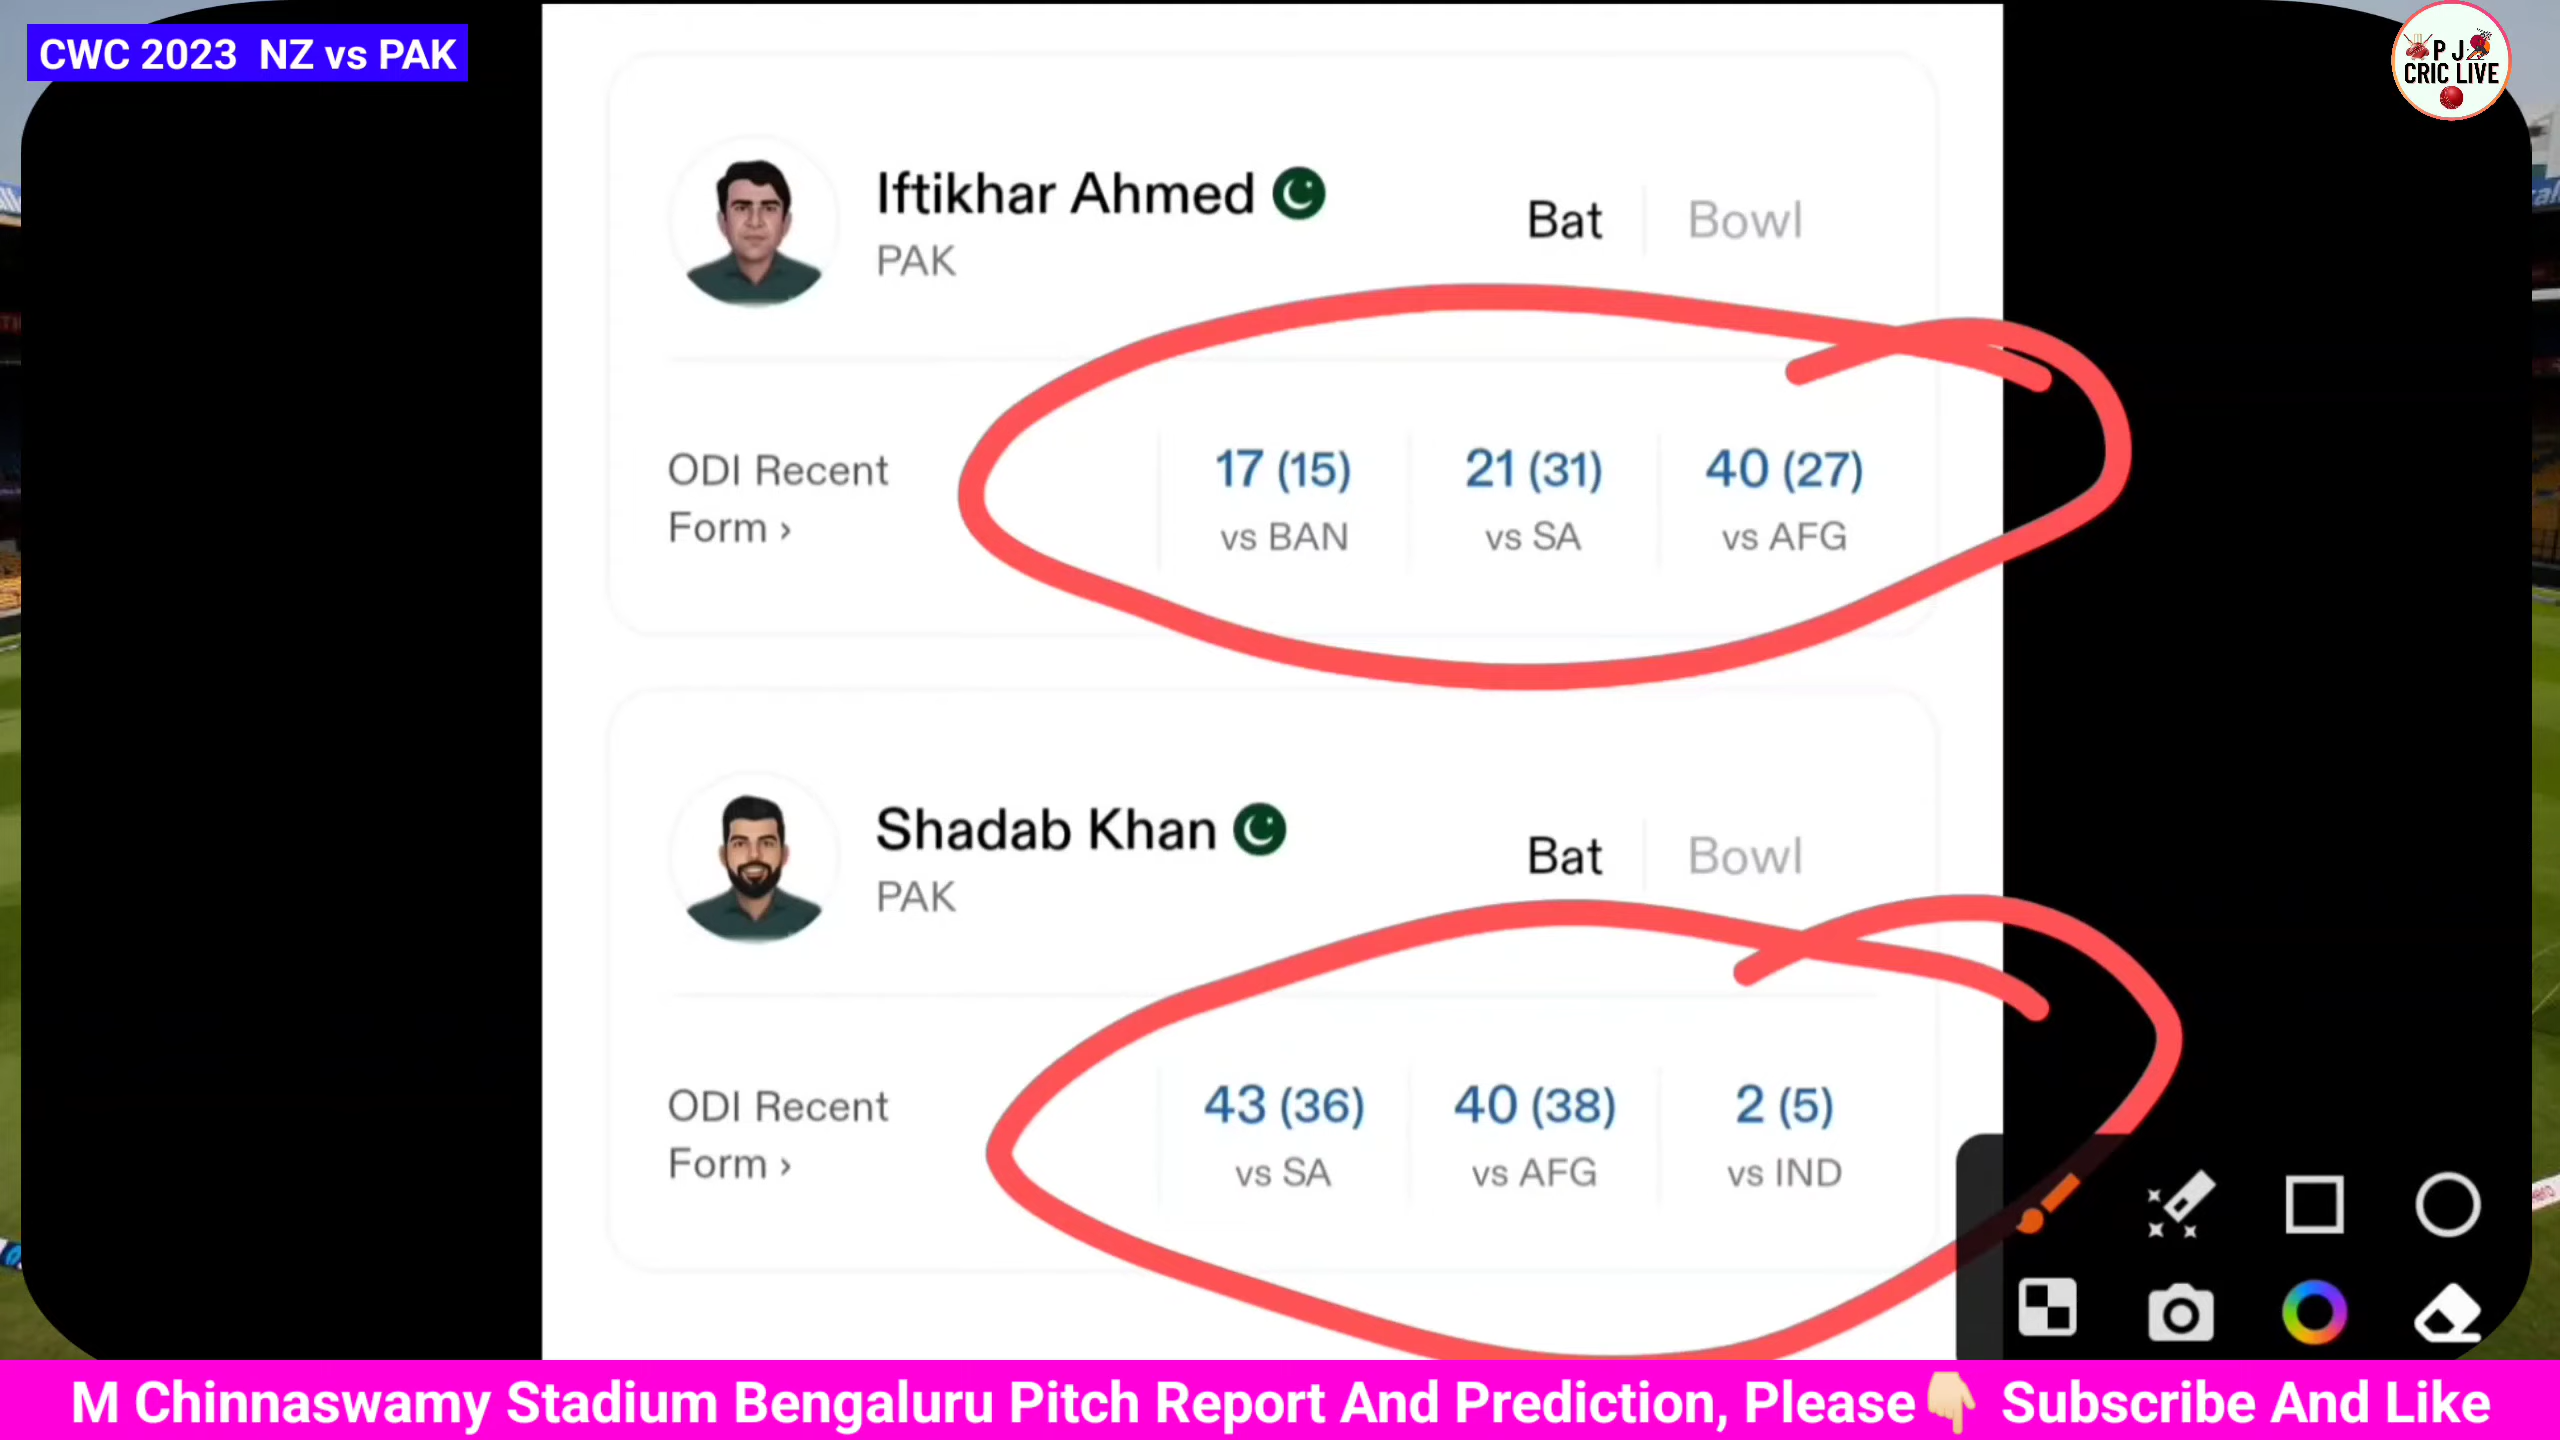 CWC 2023 NZ vs PAK
P J
CRIC LIVE
Iftikhar Ahmed
PAK
Bat
Bowl
ODI Recent
Form ›
17 (15)
vs BAN
21 (31)
vs SA
40 (27)
vs AFG
Shadab Khan
PAK
Bat
Bowl
ODI Recent
Form ›
43 (36)
vs SA
40 (38)
vs AFG
2 (5)
vs IND
M Chinnaswamy Stadium Bengaluru Pitch Report And Prediction, Please👇🏻 Subscribe And Like